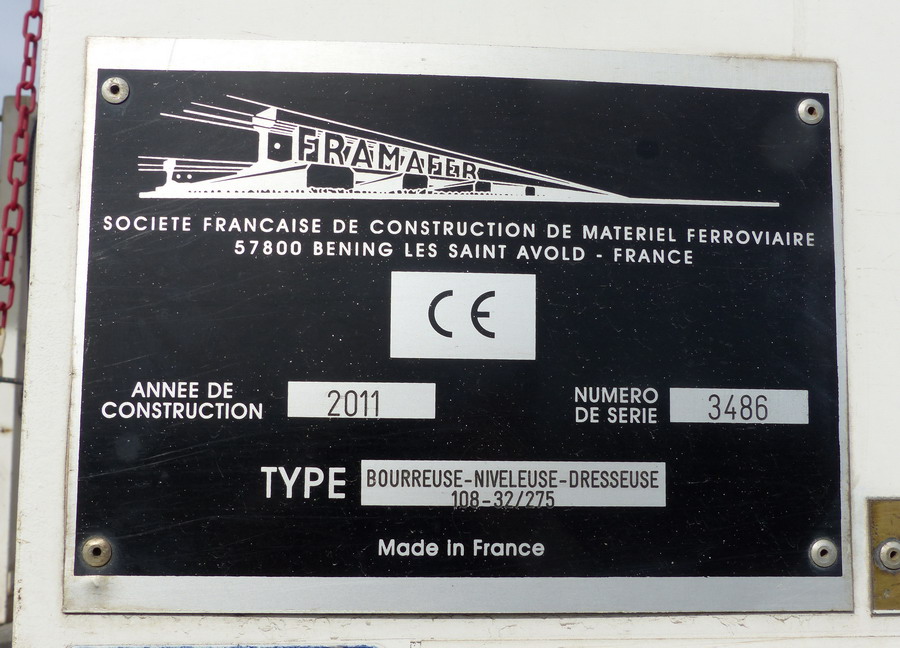 FRAMAFER
SOCIETE FRANCAISE DE CONSTRUCTION DE MATERIEL FERROVIAIRE
57800 BENING LES SAINT AVOLD - FRANCE
CE
ANNEE DE
CONSTRUCTION
2011
NUMERO
DE SERIE
3486
TYPE
BOURREUSE-NIVELEUSE-DRESSEUSE
108-32/275
Made in France